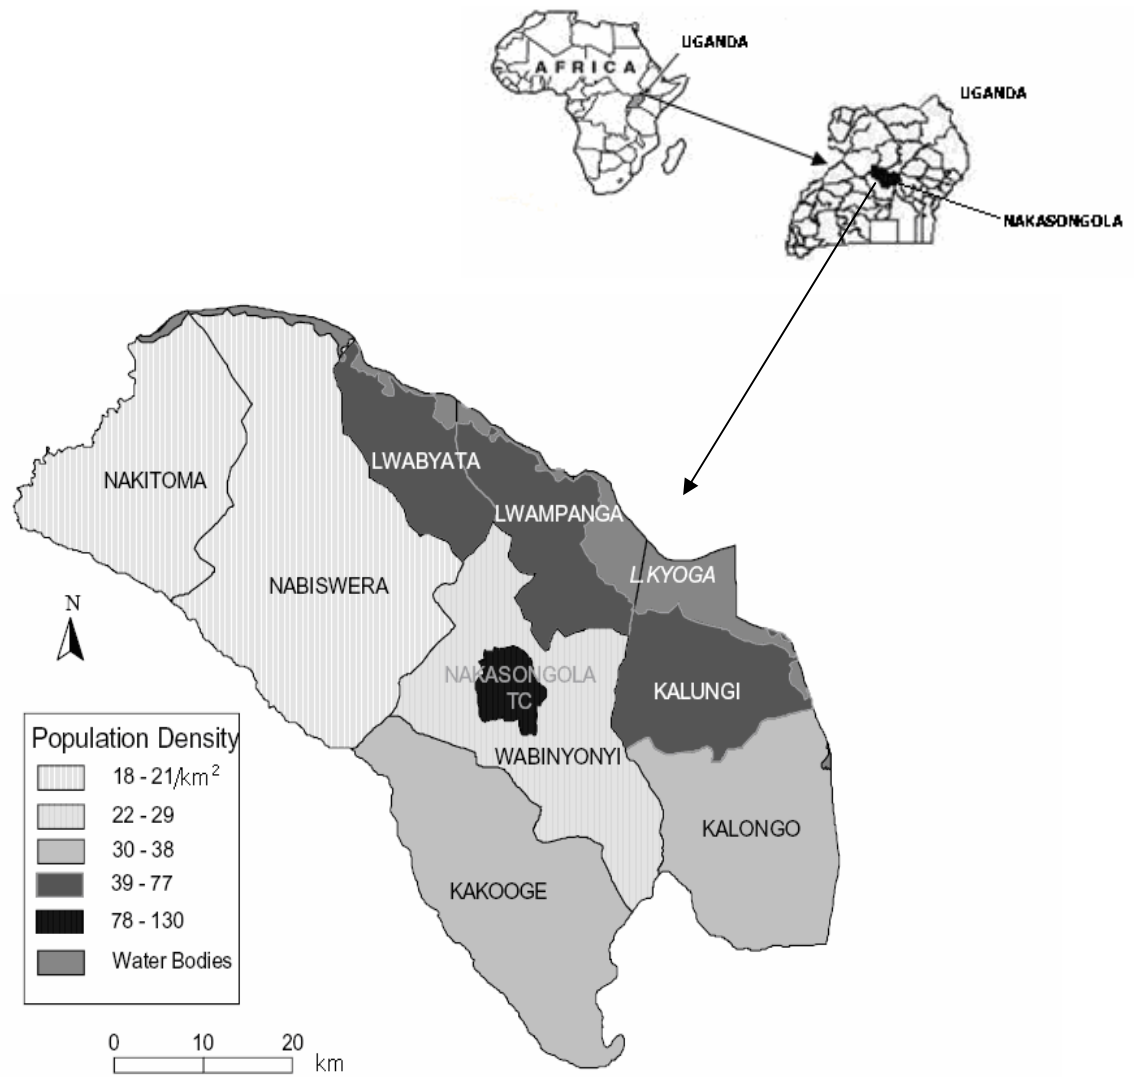 UGANDA
AFRICA
UGANDA
NAKASONGOLA
LWABYATA
NAKITOMA
LWAMPANGA
L.KYOGA
NABISWERA
N
NAKASONGOLA
TC
KALUNGI
WABINYONYI
KALONGO
KAKOOGE
Population Density
18 - 21/km²
22 - 29
30 - 38
39 - 77
78 - 130
Water Bodies
0 10 20
km